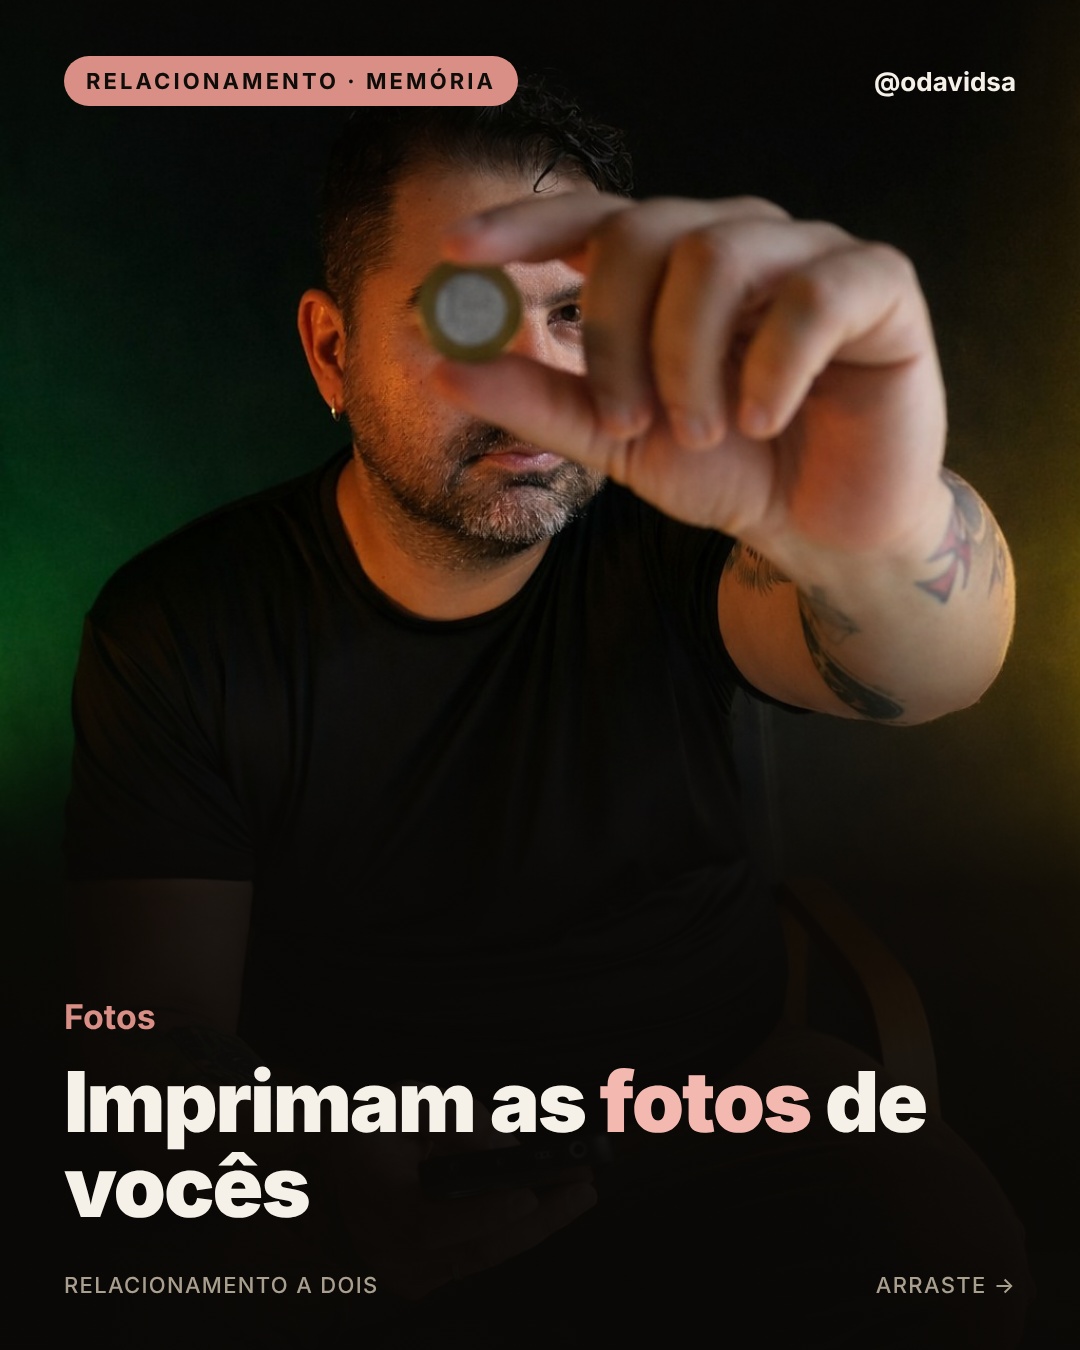 RELACIONAMENTO · MEMÓRIA
@odavidsa
Fotos
Imprimam as fotos de
vocês
RELACIONAMENTO A DOIS
ARRASTE →